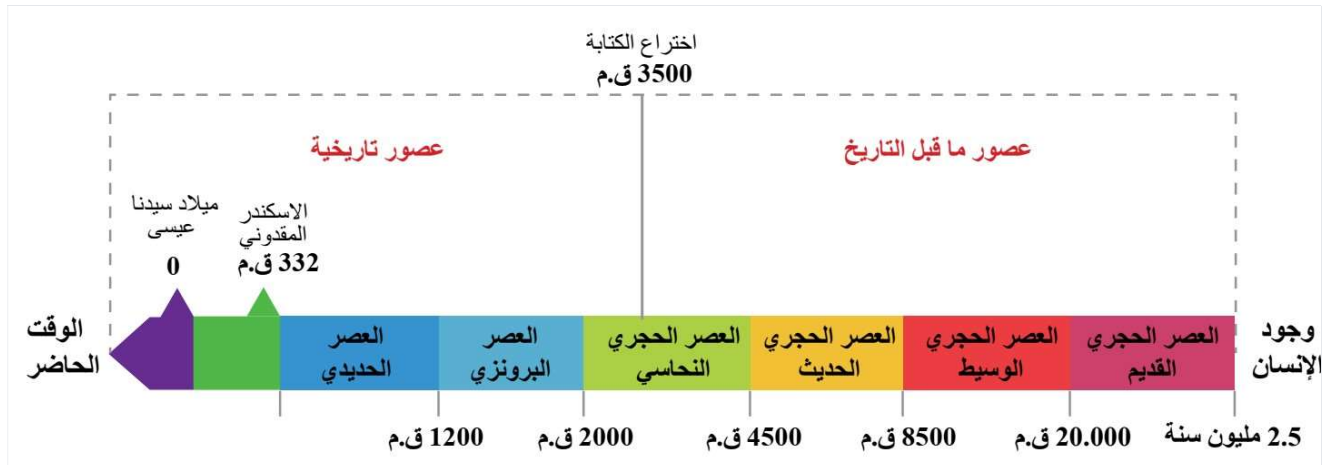 اختراع الكتابة
3500 ق.م
عصور ما قبل التاريخ
عصور تاريخية
الاسكندر
المقدوني
332 ق.م
ميلاد سيدنا
عيسى
0
وجود
الإنسان
العصر الحجري
القديم
العصر الحجري
الوسيط
العصر الحجري
الحديث
العصر الحجري
النحاسي
العصر
البرونزي
العصر
الحديدي
الوقت
الحاضر
2.5 مليون سنة
20.000 ق.م
8500 ق.م
4500 ق.م
2000 ق.م
1200 ق.م